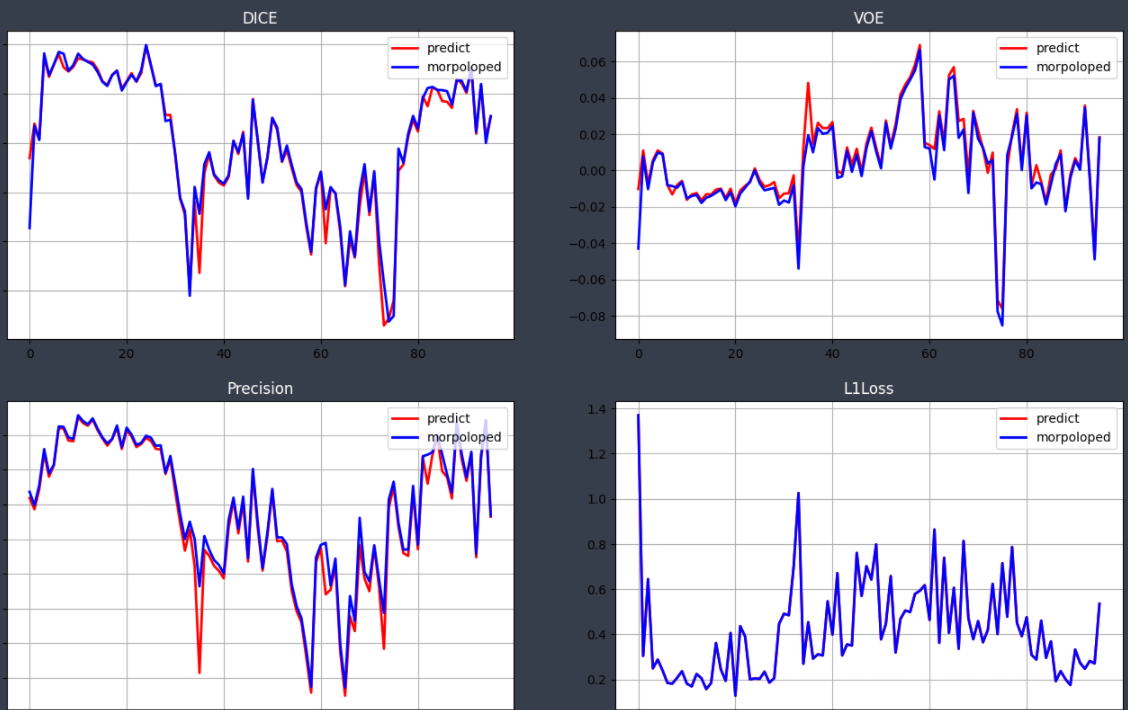 DICE
predict
morpoloped
0
20
40
60
80
VOE
predict
morpoloped
0.06
0.04
0.02
0.00
−0.02
−0.04
−0.06
−0.08
0
20
40
60
80
Precision
predict
morpoloped
L1Loss
predict
morpoloped
1.4
1.2
1.0
0.8
0.6
0.4
0.2